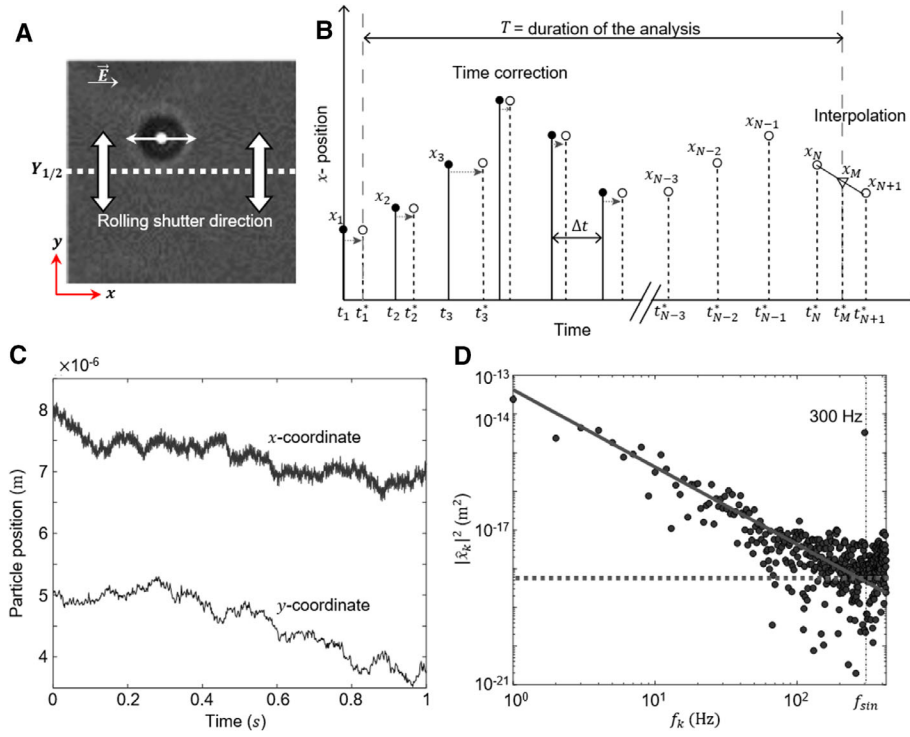 A
E⃗
Y1/2
Rolling shutter direction
y
x
B
T = duration of the analysis
Time correction
Interpolation
x- position
x1
x2
x3
xN−3
xN−2
xN−1
xN
xM
xN+1
Δt
t1 t1* t2 t2* t3 t3* t*N−3 t*N−2 t*N−1 t*N t*M t*N+1
Time
C
×10-6
8
7
6
5
4
x-coordinate
y-coordinate
Particle position (m)
0 0.2 0.4 0.6 0.8 1
Time (s)
D
10-13
10-14
10-17
10-21
300 Hz
|x̂k|2 (m2)
100 101 102 fsin
fk (Hz)